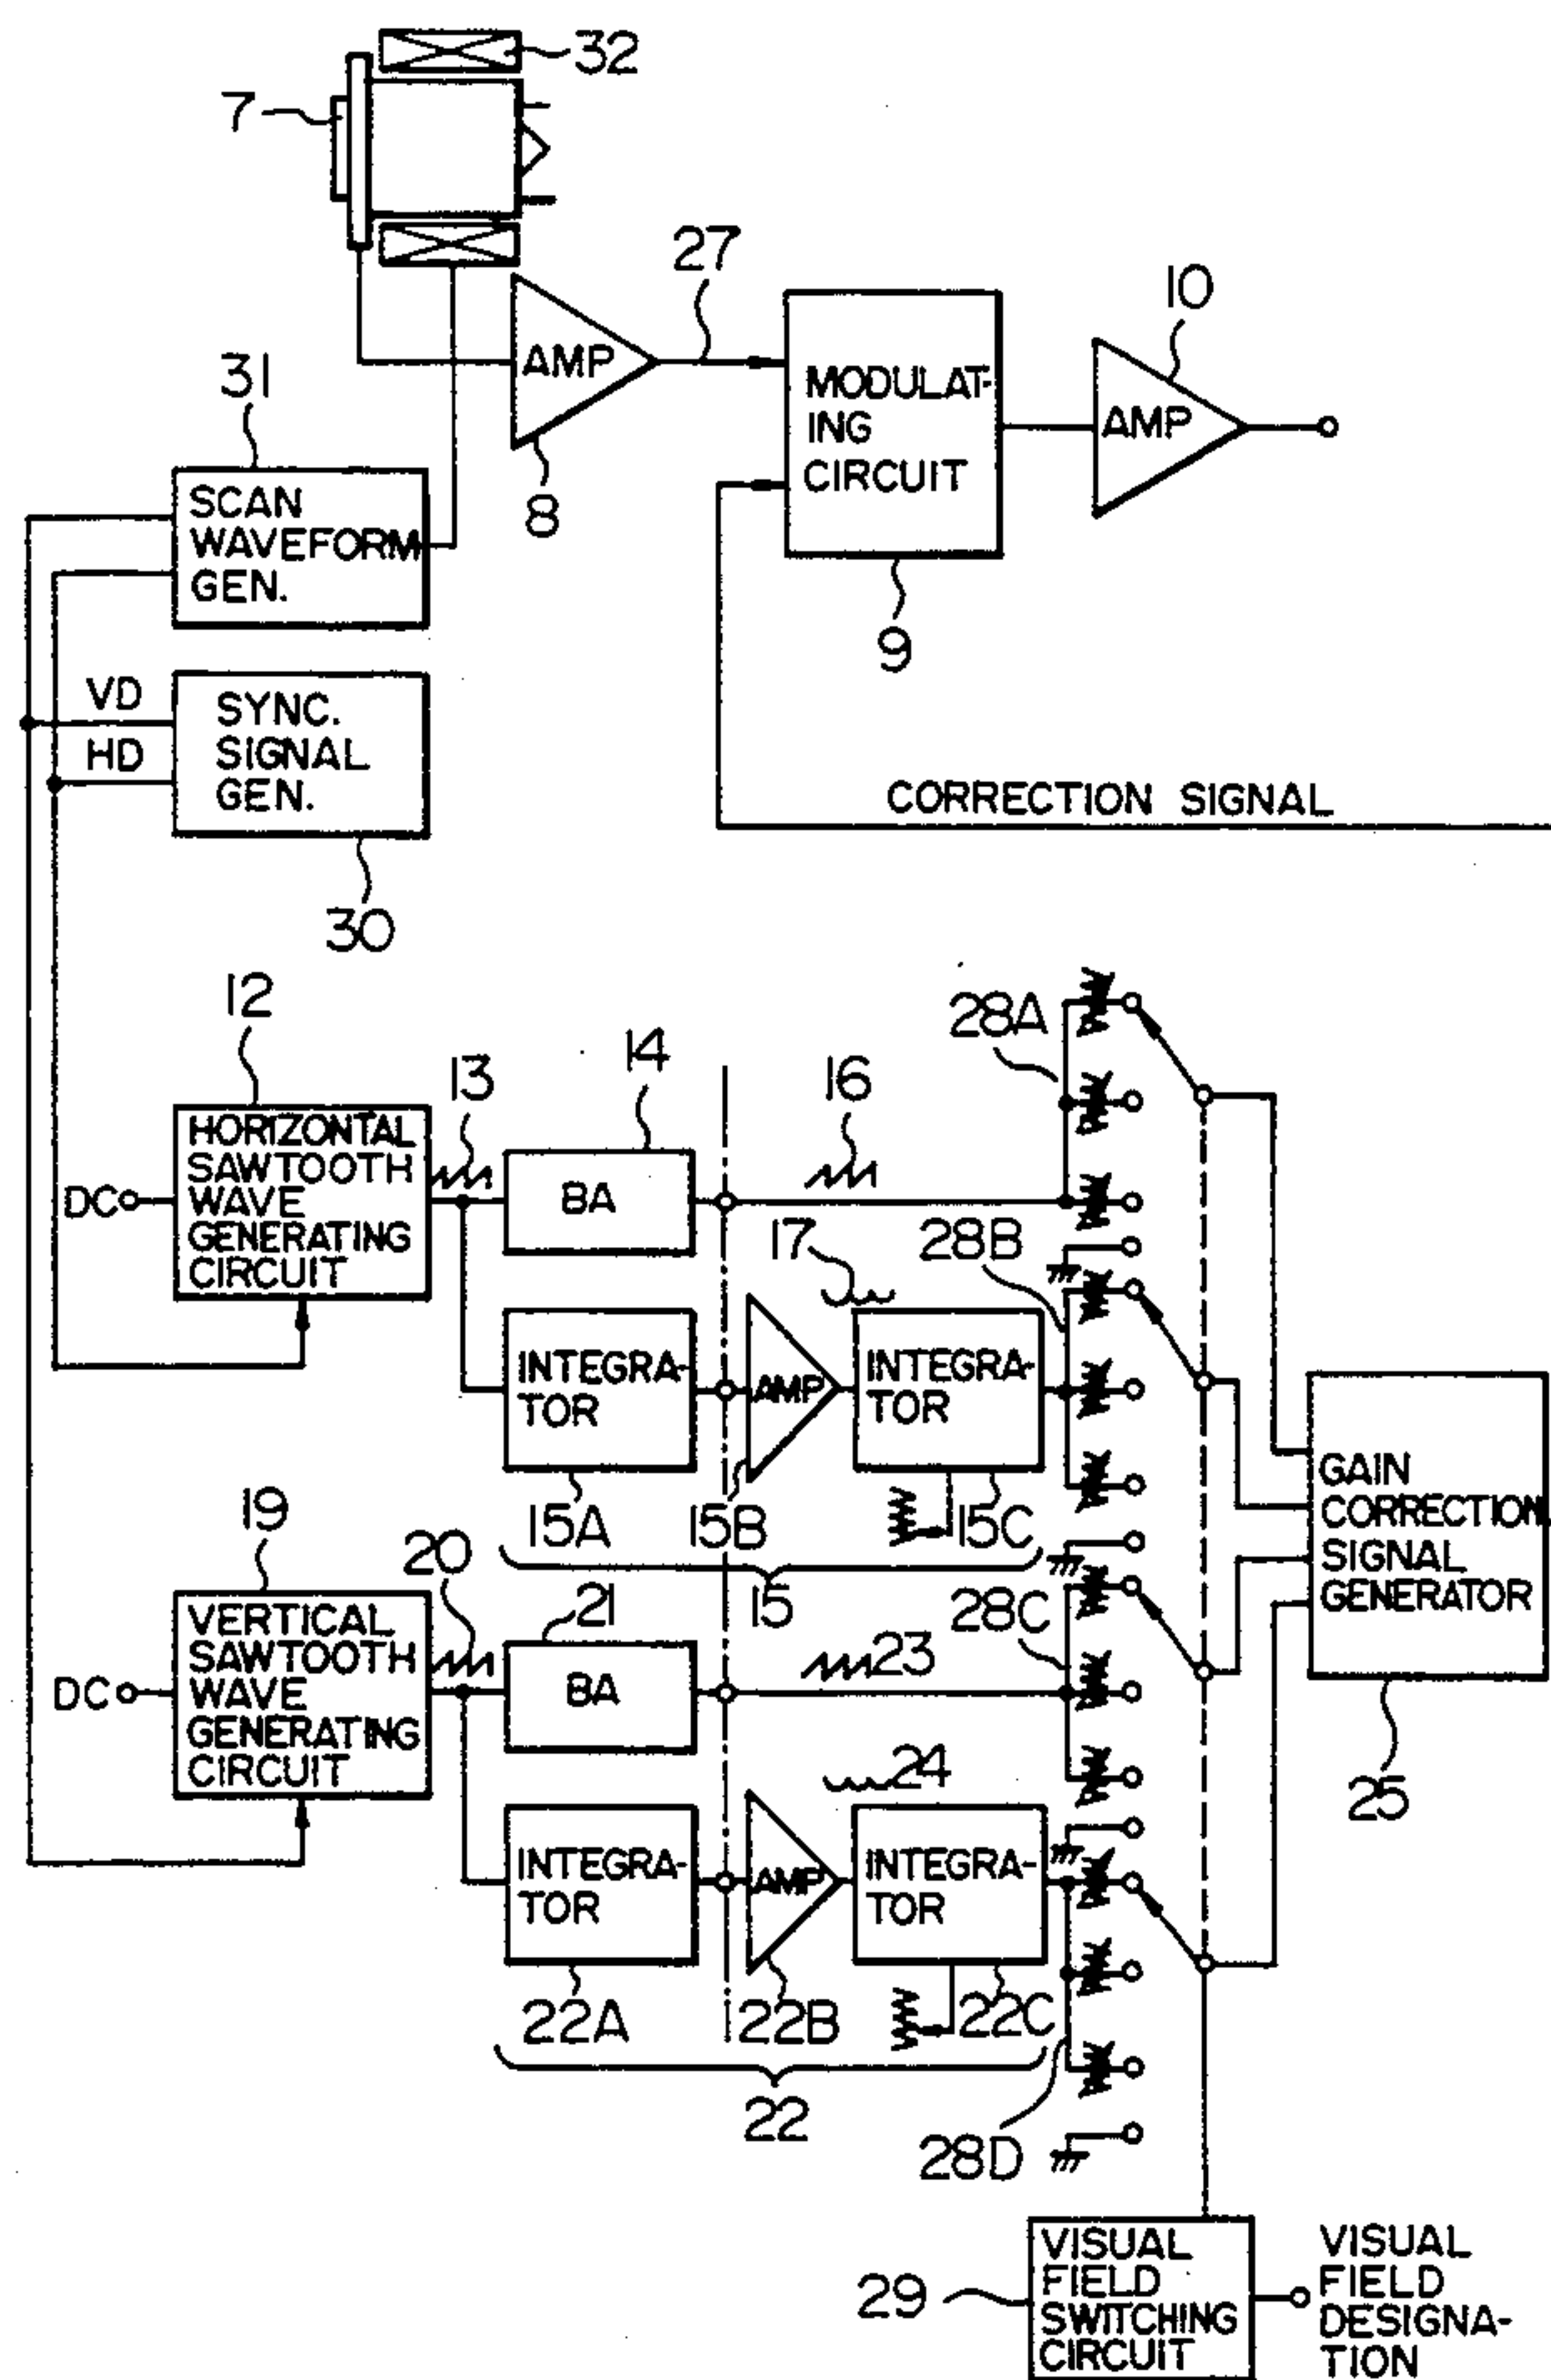 32
7
27
10
AMP
8
MODULAT-
ING
CIRCUIT
9
AMP
31
SCAN
WAVEFORM
GEN.
VD
HD
SYNC.
SIGNAL
GEN.
30
CORRECTION SIGNAL
12
13
14
16
28A
HORIZONTAL
SAWTOOTH
WAVE
GENERATING
CIRCUIT
DC
BA
17
28B
INTEGRA-
TOR
AMP
INTEGRA-
TOR
15A
15B
15C
15
GAIN
CORRECTION
SIGNAL
GENERATOR
25
19
20
21
23
28C
VERTICAL
SAWTOOTH
WAVE
GENERATING
CIRCUIT
DC
BA
24
INTEGRA-
TOR
AMP
INTEGRA-
TOR
22A
22B
22C
22
28D
29
VISUAL
FIELD
SWITCHING
CIRCUIT
VISUAL
FIELD
DESIGNA-
TION